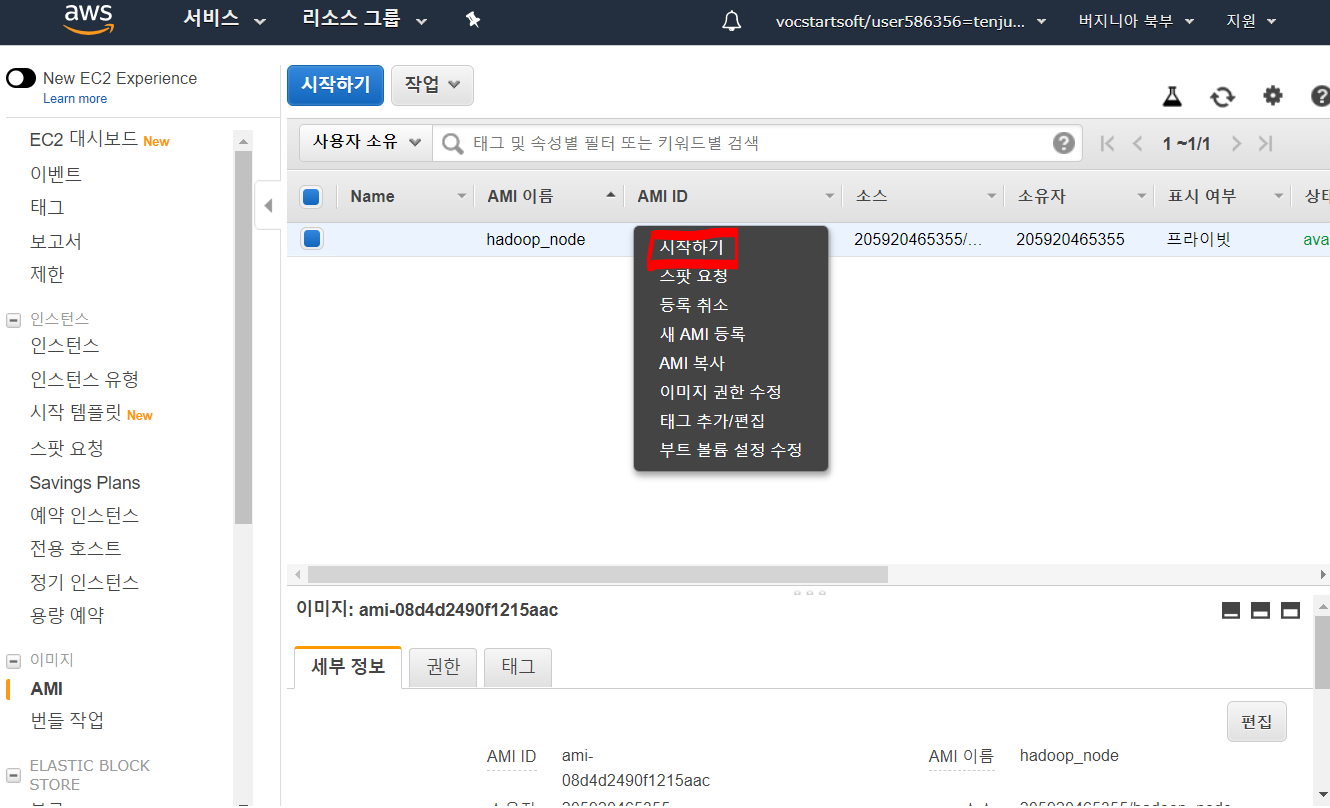 aws 서비스 리소스 그룹 vocstartsoft/user586356=tenju... 버지니아 북부 지원
New EC2 Experience
Learn more
EC2 대시보드 New
이벤트
태그
보고서
제한
인스턴스
인스턴스
인스턴스 유형
시작 템플릿 New
스팟 요청
Savings Plans
예약 인스턴스
전용 호스트
정기 인스턴스
용량 예약
이미지
AMI
번들 작업
ELASTIC BLOCK
STORE
시작하기 작업
사용자 소유 태그 및 속성별 필터 또는 키워드별 검색 1 ~1/1
Name AMI 이름 AMI ID 소스 소유자 표시 여부 상태
hadoop_node 205920465355/... 205920465355 프라이빗 ava
시작하기
스팟 요청
등록 취소
새 AMI 등록
AMI 복사
이미지 권한 수정
태그 추가/편집
부트 볼륨 설정 수정
이미지: ami-08d4d2490f1215aac
세부 정보 권한 태그
편집
AMI ID ami-
08d4d2490f1215aac
AMI 이름 hadoop_node